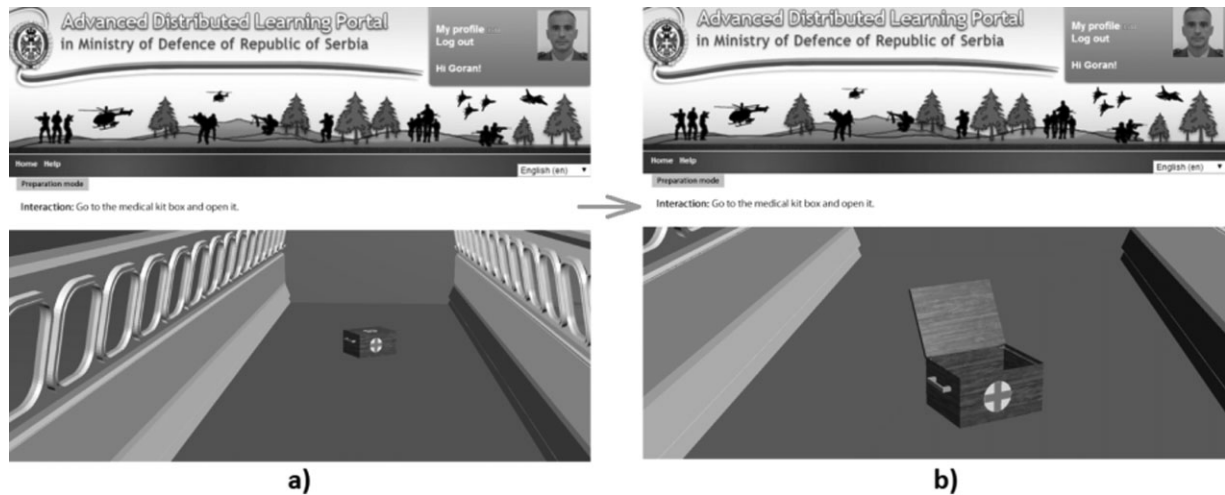 Advanced Distributed Learning Portal
in Ministry of Defence of Republic of Serbia
My profile
Log out
Hi Goran!
Home Help
English (en)
Preparation mode
Interaction: Go to the medical kit box and open it.
a)
Advanced Distributed Learning Portal
in Ministry of Defence of Republic of Serbia
My profile
Log out
Hi Goran!
Home Help
English (en)
Preparation mode
Interaction: Go to the medical kit box and open it.
b)